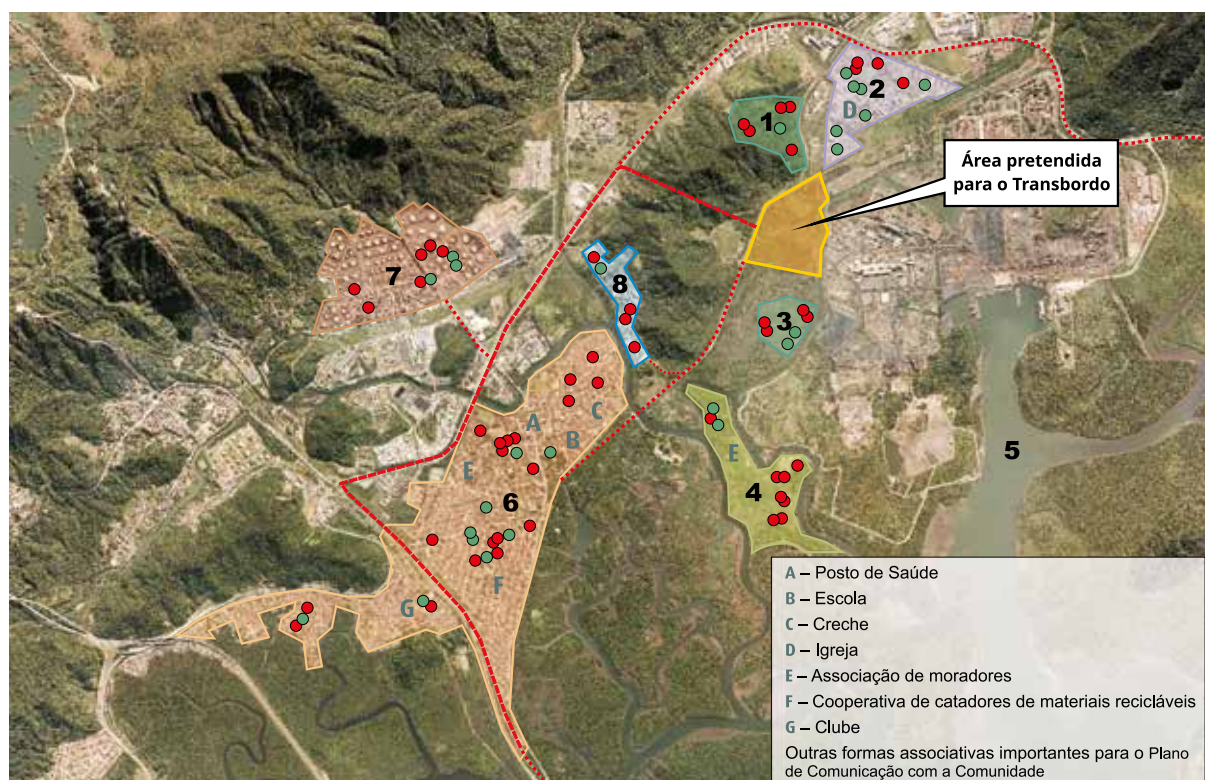 2
1
D
Área pretendida
para o Transbordo
7
8
3
A
C
B
E
E
5
6
4
F
G
A – Posto de Saúde
B – Escola
C – Creche
D – Igreja
E – Associação de moradores
F – Cooperativa de catadores de materiais recicláveis
G – Clube
Outras formas associativas importantes para o Plano
de Comunicação com a Comunidade